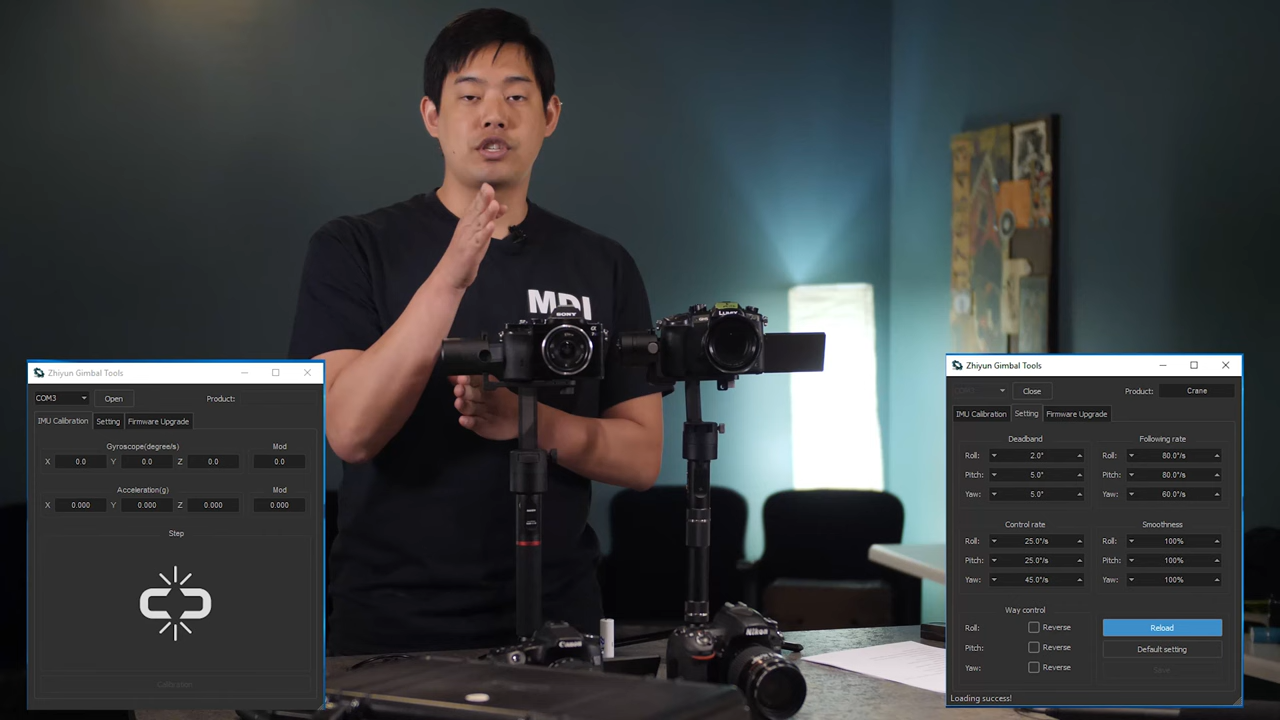 MDI
SONY
α
LUMIX
Canon
Nikon
Zhiyun Gimbal Tools
COM3
Open
Product:
IMU Calibration
Setting
Firmware Upgrade
Gyroscope(degree/s)
Mod
X 0.0 Y 0.0 Z 0.0 0.0
Acceleration(g)
Mod
X 0.000 Y 0.000 Z 0.000 0.000
Step
Calibration
Zhiyun Gimbal Tools
COM3
Close
Product:
Crane
IMU Calibration
Setting
Firmware Upgrade
Deadband
Roll: 2.0°
Pitch: 5.0°
Yaw: 5.0°
Following rate
Roll: 80.0°/s
Pitch: 80.0°/s
Yaw: 60.0°/s
Control rate
Roll: 25.0°/s
Pitch: 25.0°/s
Yaw: 45.0°/s
Smoothness
Roll: 100%
Pitch: 100%
Yaw: 100%
Way control
Roll: Reverse
Pitch: Reverse
Yaw: Reverse
Reload
Default setting
Save
Loading success!